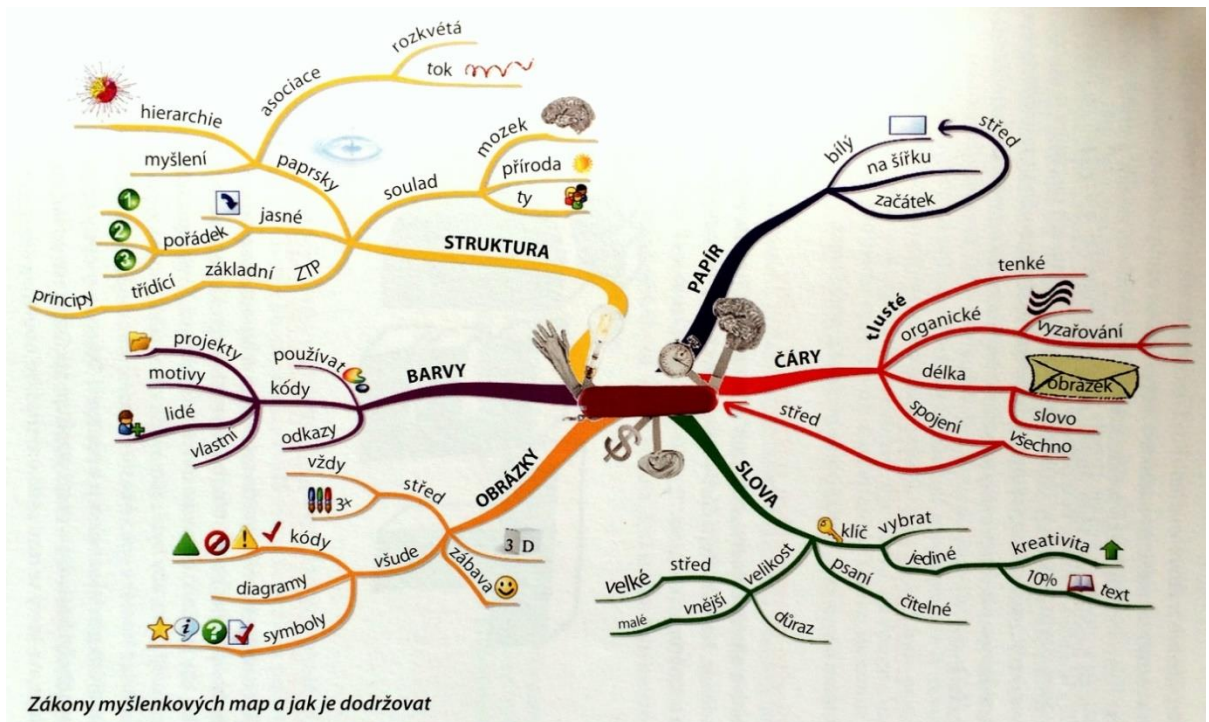 STRUKTURA
paprsky
asociace
rozkvétá
tok
hierarchie
myšlení
soulad
mozek
příroda
ty
jasné
pořádek
1
2
3
ZTP
základní
třídící
principy
PAPÍR
bílý
střed
na šířku
začátek
ČÁRY
tlusté
tenké
organické
vyzařování
délka
obrázek
slovo
spojení
všechno
střed
SLOVA
klíč
vybrat
jediné
kreativita
10%
text
psaní
čitelné
velikost
střed
velké
vnější
malé
důraz
OBRÁZKY
střed
vždy
3x
3 D
zábava
všude
kódy
diagramy
symboly
i
?
BARVY
používat
kódy
projekty
motivy
lidé
vlastní
odkazy
$
Zákony myšlenkových map a jak je dodržovat